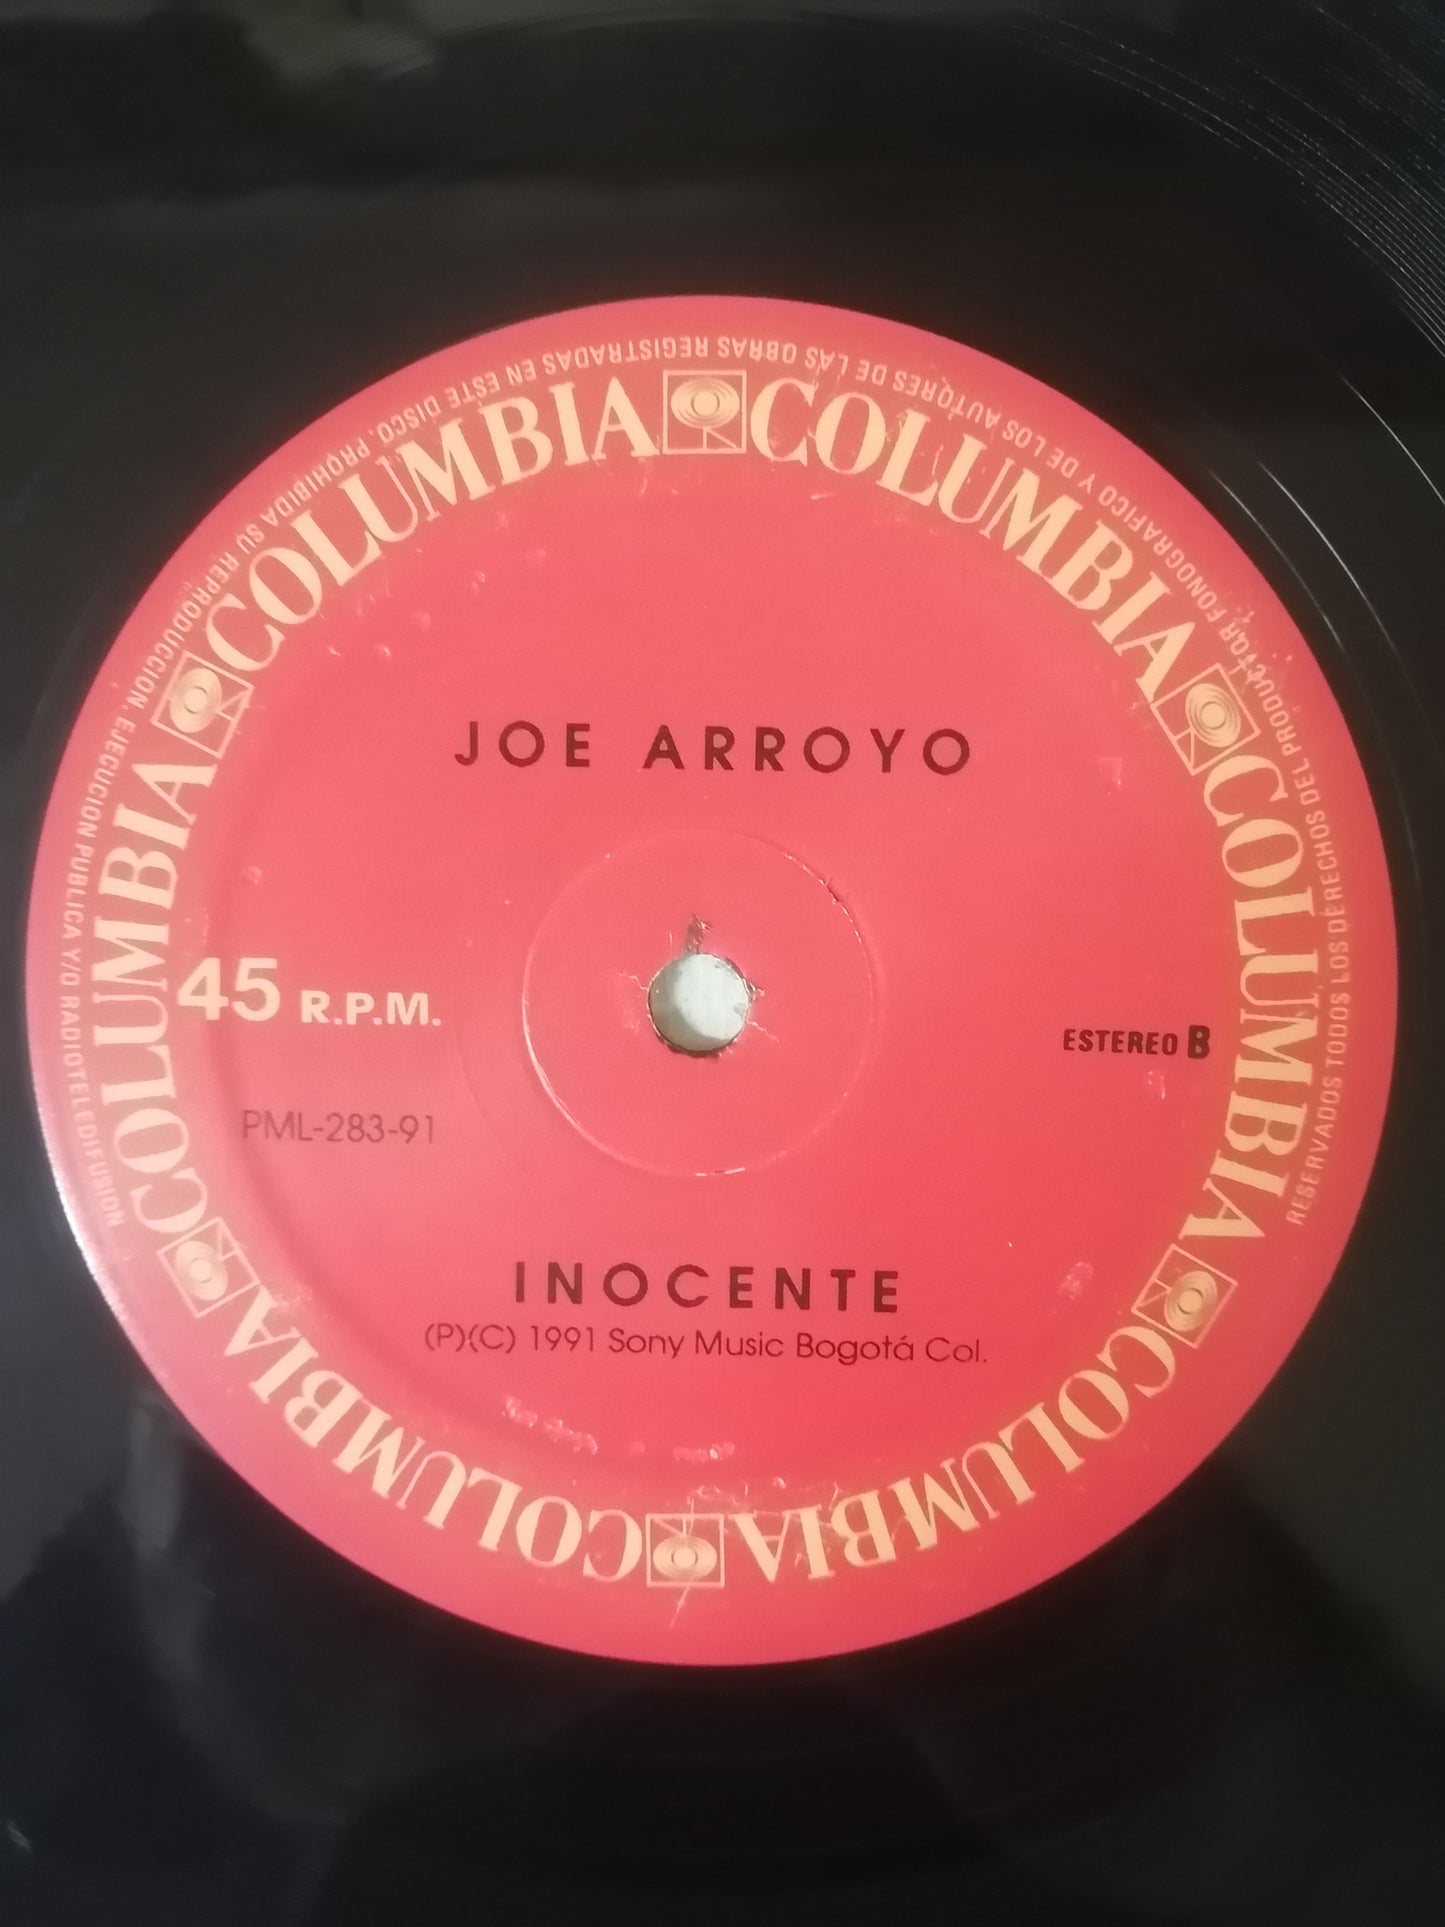 RESERVADOS TODOS LOS DERECHOS DEL PRODUCTOR FONOGRAFICO Y DE LOS AUTORES DE LAS OBRAS REGISTRADAS EN ESTE DISCO. PROHIBIDA SU REPRODUCCION, EJECUCION PUBLICA Y/O RADIOTELEDIFUSION
COLUMBIA COLUMBIA COLUMBIA COLUMBIA COLUMBIA COLUMBIA
JOE ARROYO
45 R.P.M.
ESTEREO B
PML-283-91
INOCENTE
(P)(C) 1991 Sony Music Bogotá Col.